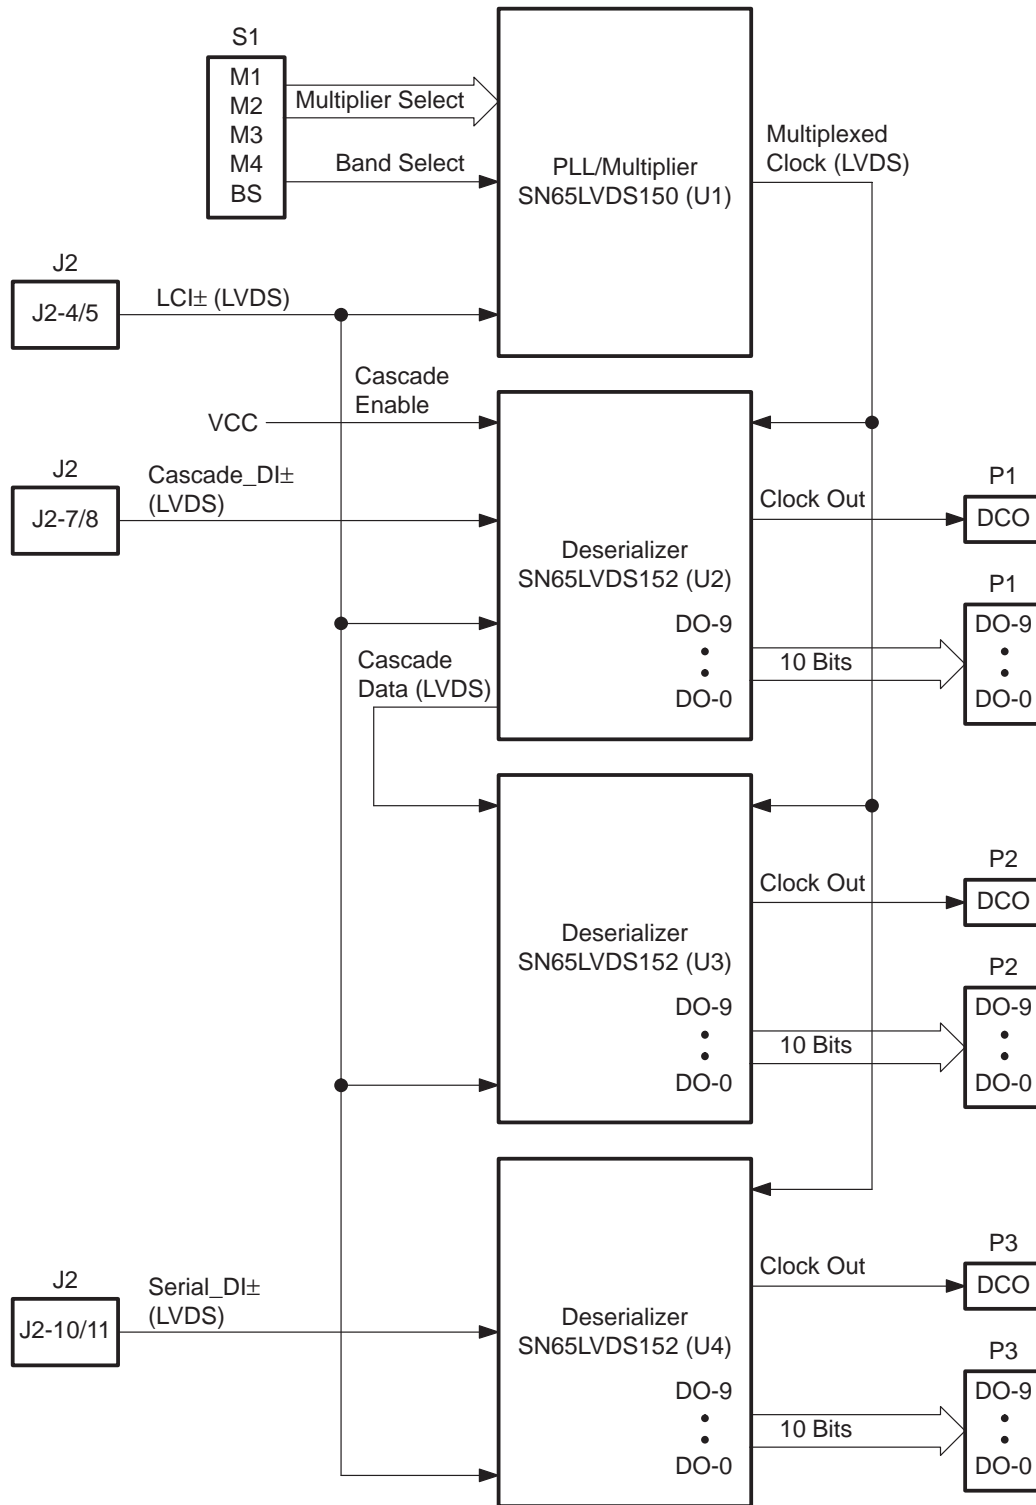 S1
M1
M2
M3
M4
BS
Multiplier Select
Band Select
PLL/Multiplier
SN65LVDS150 (U1)
Multiplexed
Clock (LVDS)
J2
J2-4/5
LCI± (LVDS)
Cascade
Enable
VCC
J2
J2-7/8
Cascade_DI±
(LVDS)
Deserializer
SN65LVDS152 (U2)
DO-9
DO-0
Clock Out
10 Bits
P1
DCO
P1
DO-9
DO-0
Cascade
Data (LVDS)
Deserializer
SN65LVDS152 (U3)
DO-9
DO-0
Clock Out
10 Bits
P2
DCO
P2
DO-9
DO-0
J2
J2-10/11
Serial_DI±
(LVDS)
Deserializer
SN65LVDS152 (U4)
DO-9
DO-0
Clock Out
10 Bits
P3
DCO
P3
DO-9
DO-0